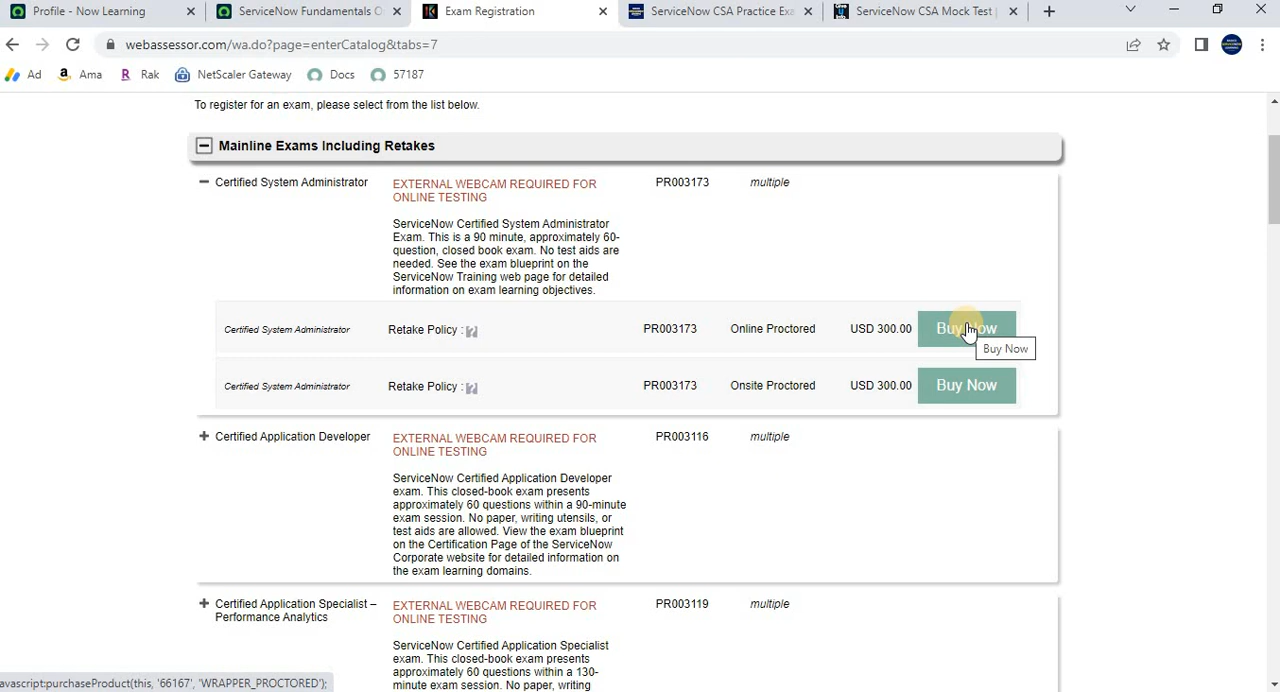 Profile - Now Learning
ServiceNow Fundamentals O
Exam Registration
ServiceNow CSA Practice Exa
ServiceNow CSA Mock Test |
webassessor.com/wa.do?page=enterCatalog&tabs=7
Ad
Ama
Rak
NetScaler Gateway
Docs
57187
To register for an exam, please select from the list below.
Mainline Exams Including Retakes
Certified System Administrator
EXTERNAL WEBCAM REQUIRED FOR
ONLINE TESTING
PR003173
multiple
ServiceNow Certified System Administrator
Exam. This is a 90 minute, approximately 60-
question, closed book exam. No test aids are
needed. See the exam blueprint on the
ServiceNow Training web page for detailed
information on exam learning objectives.
Certified System Administrator
Retake Policy :
PR003173
Online Proctored
USD 300.00
Buy Now
Buy Now
Certified System Administrator
Retake Policy :
PR003173
Onsite Proctored
USD 300.00
Buy Now
Certified Application Developer
EXTERNAL WEBCAM REQUIRED FOR
ONLINE TESTING
PR003116
multiple
ServiceNow Certified Application Developer
exam. This closed-book exam presents
approximately 60 questions within a 90-minute
exam session. No paper, writing utensils, or
test aids are allowed. View the exam blueprint
on the Certification Page of the ServiceNow
Corporate website for detailed information on
the exam learning domains.
Certified Application Specialist –
Performance Analytics
EXTERNAL WEBCAM REQUIRED FOR
ONLINE TESTING
PR003119
multiple
ServiceNow Certified Application Specialist
exam. This closed-book exam presents
approximately 60 questions within a 130-
minute exam session. No paper, writing
avascript:purchaseProduct(this, '66167', 'WRAPPER_PROCTORED');